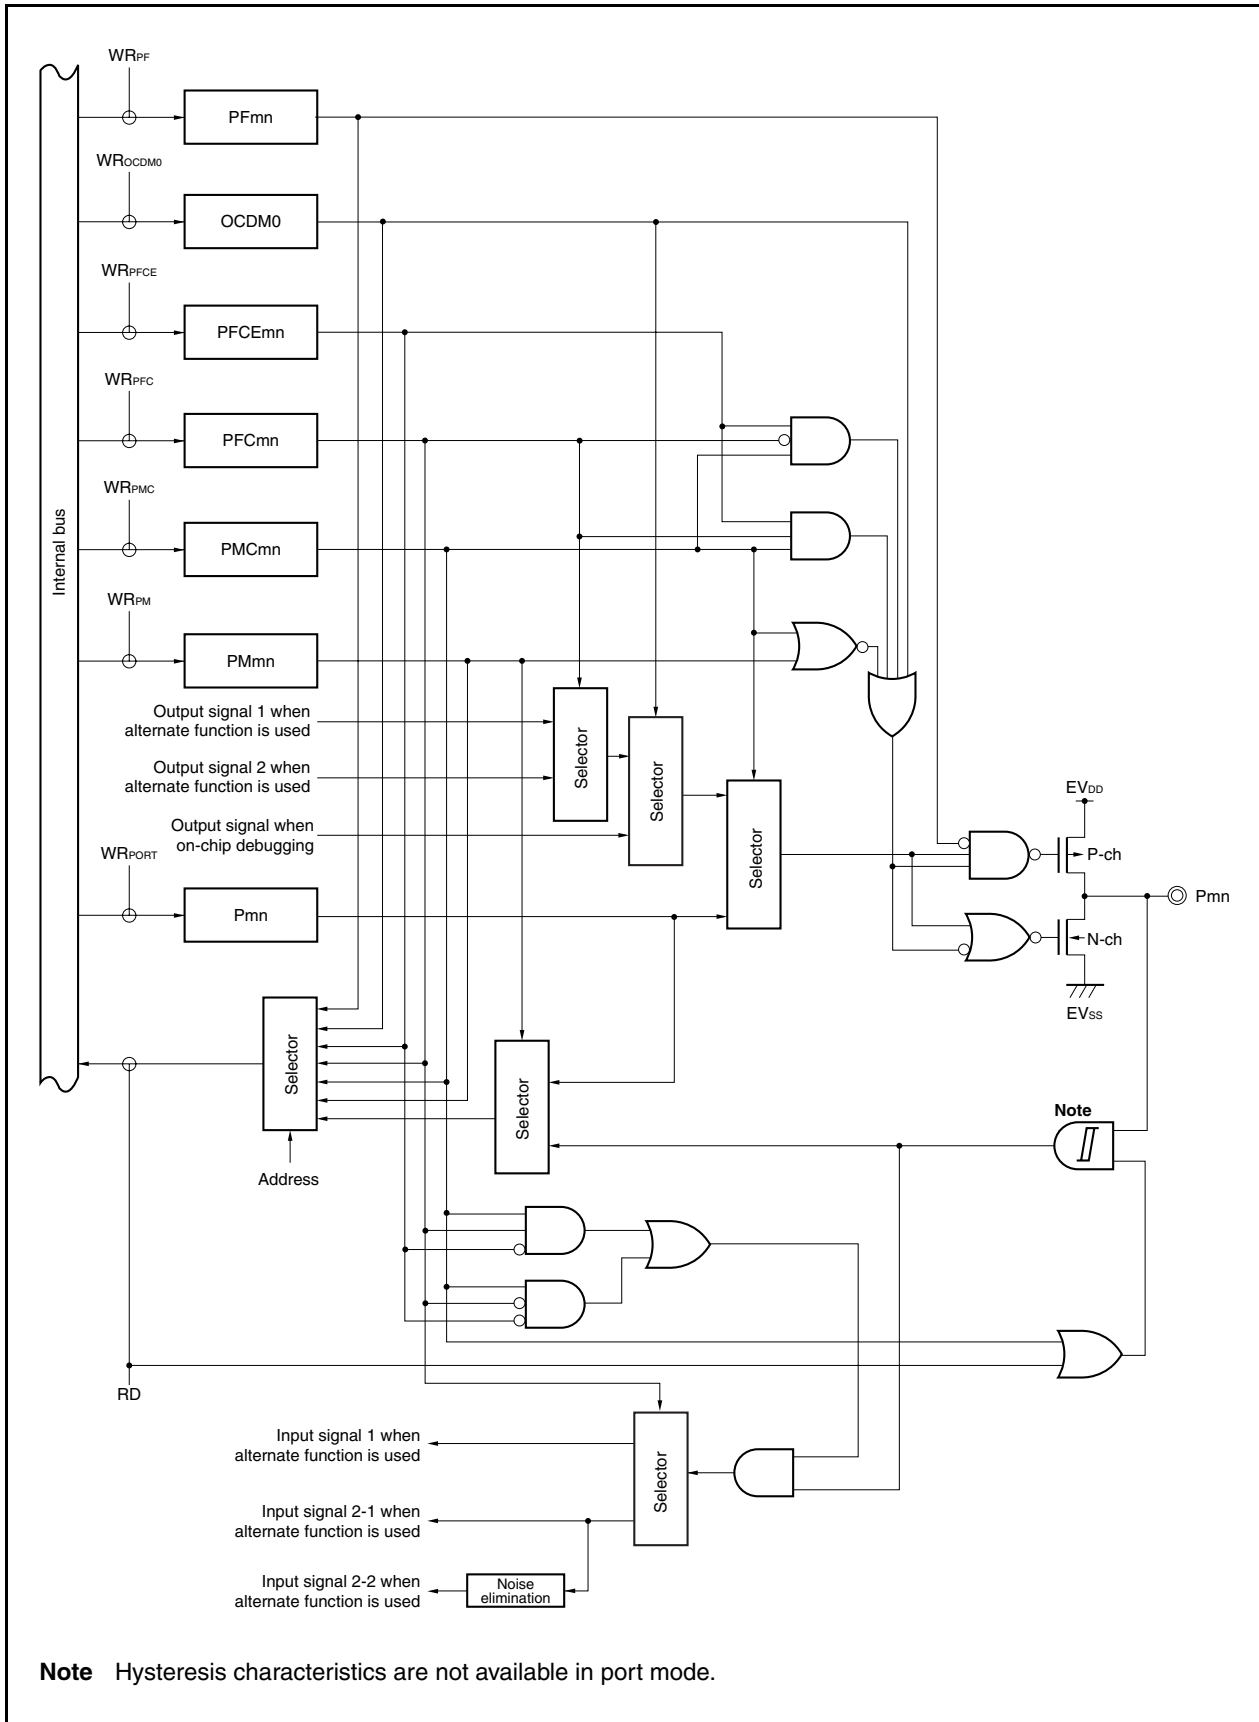 WRPF
PFmn
WROCDM0
OCDM0
WRPFCE
PFCEmn
WRPFC
PFCmn
WRPMC
PMCmn
Internal bus
WRPM
PMmn
Output signal 1 when
alternate function is used
Output signal 2 when
alternate function is used
Output signal when
on-chip debugging
Selector
Selector
Selector
WRPORT
Pmn
EVDD
P-ch
Pmn
N-ch
EVSS
Selector
Selector
Address
Note
RD
Input signal 1 when
alternate function is used
Input signal 2-1 when
alternate function is used
Input signal 2-2 when
alternate function is used
Selector
Noise
elimination
Note Hysteresis characteristics are not available in port mode.